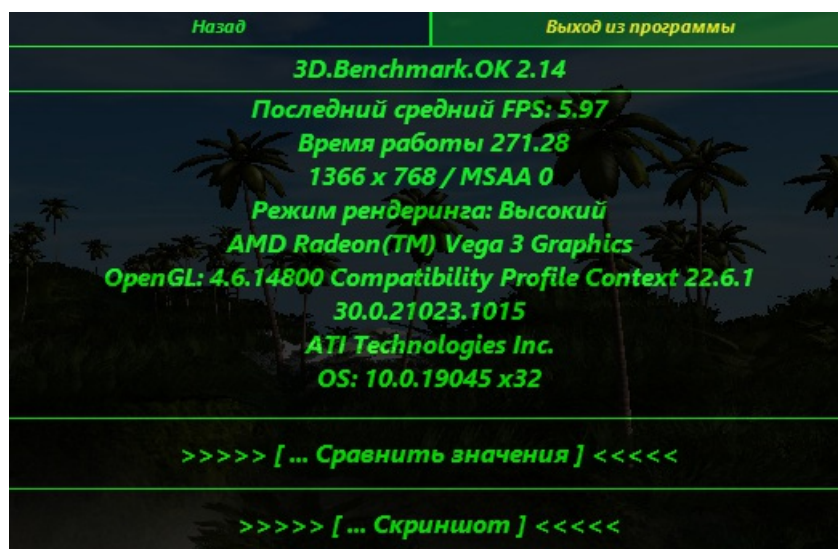 Назад
Выход из программы
3D.Benchmark.OK 2.14
Последний средний FPS: 5.97
Время работы 271.28
1366 x 768 / MSAA 0
Режим рендеринга: Высокий
AMD Radeon(TM) Vega 3 Graphics
OpenGL: 4.6.14800 Compatibility Profile Context 22.6.1
30.0.21023.1015
ATI Technologies Inc.
OS: 10.0.19045 x32
>>>>> [ ... Сравнить значения ] <<<<<
>>>>> [ ... Скриншот ] <<<<<